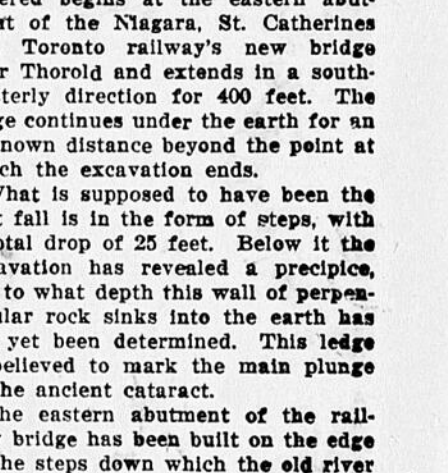 ered begins at the eastern abut-
t of the Niagara, St. Catherines
Toronto railway's new bridge
r Thorold and extends in a south-
terly direction for 400 feet. The
ge continues under the earth for an
nown distance beyond the point at
ch the excavation ends.
hat is supposed to have been the
t fall is in the form of steps, with
otal drop of 25 feet. Below it the
avation has revealed a precipice,
to what depth this wall of perpen-
ular rock sinks into the earth has
yet been determined. This ledge
elieved to mark the main plunge
he ancient cataract.
he eastern abutment of the rail-
bridge has been built on the edge
he steps down which the old river